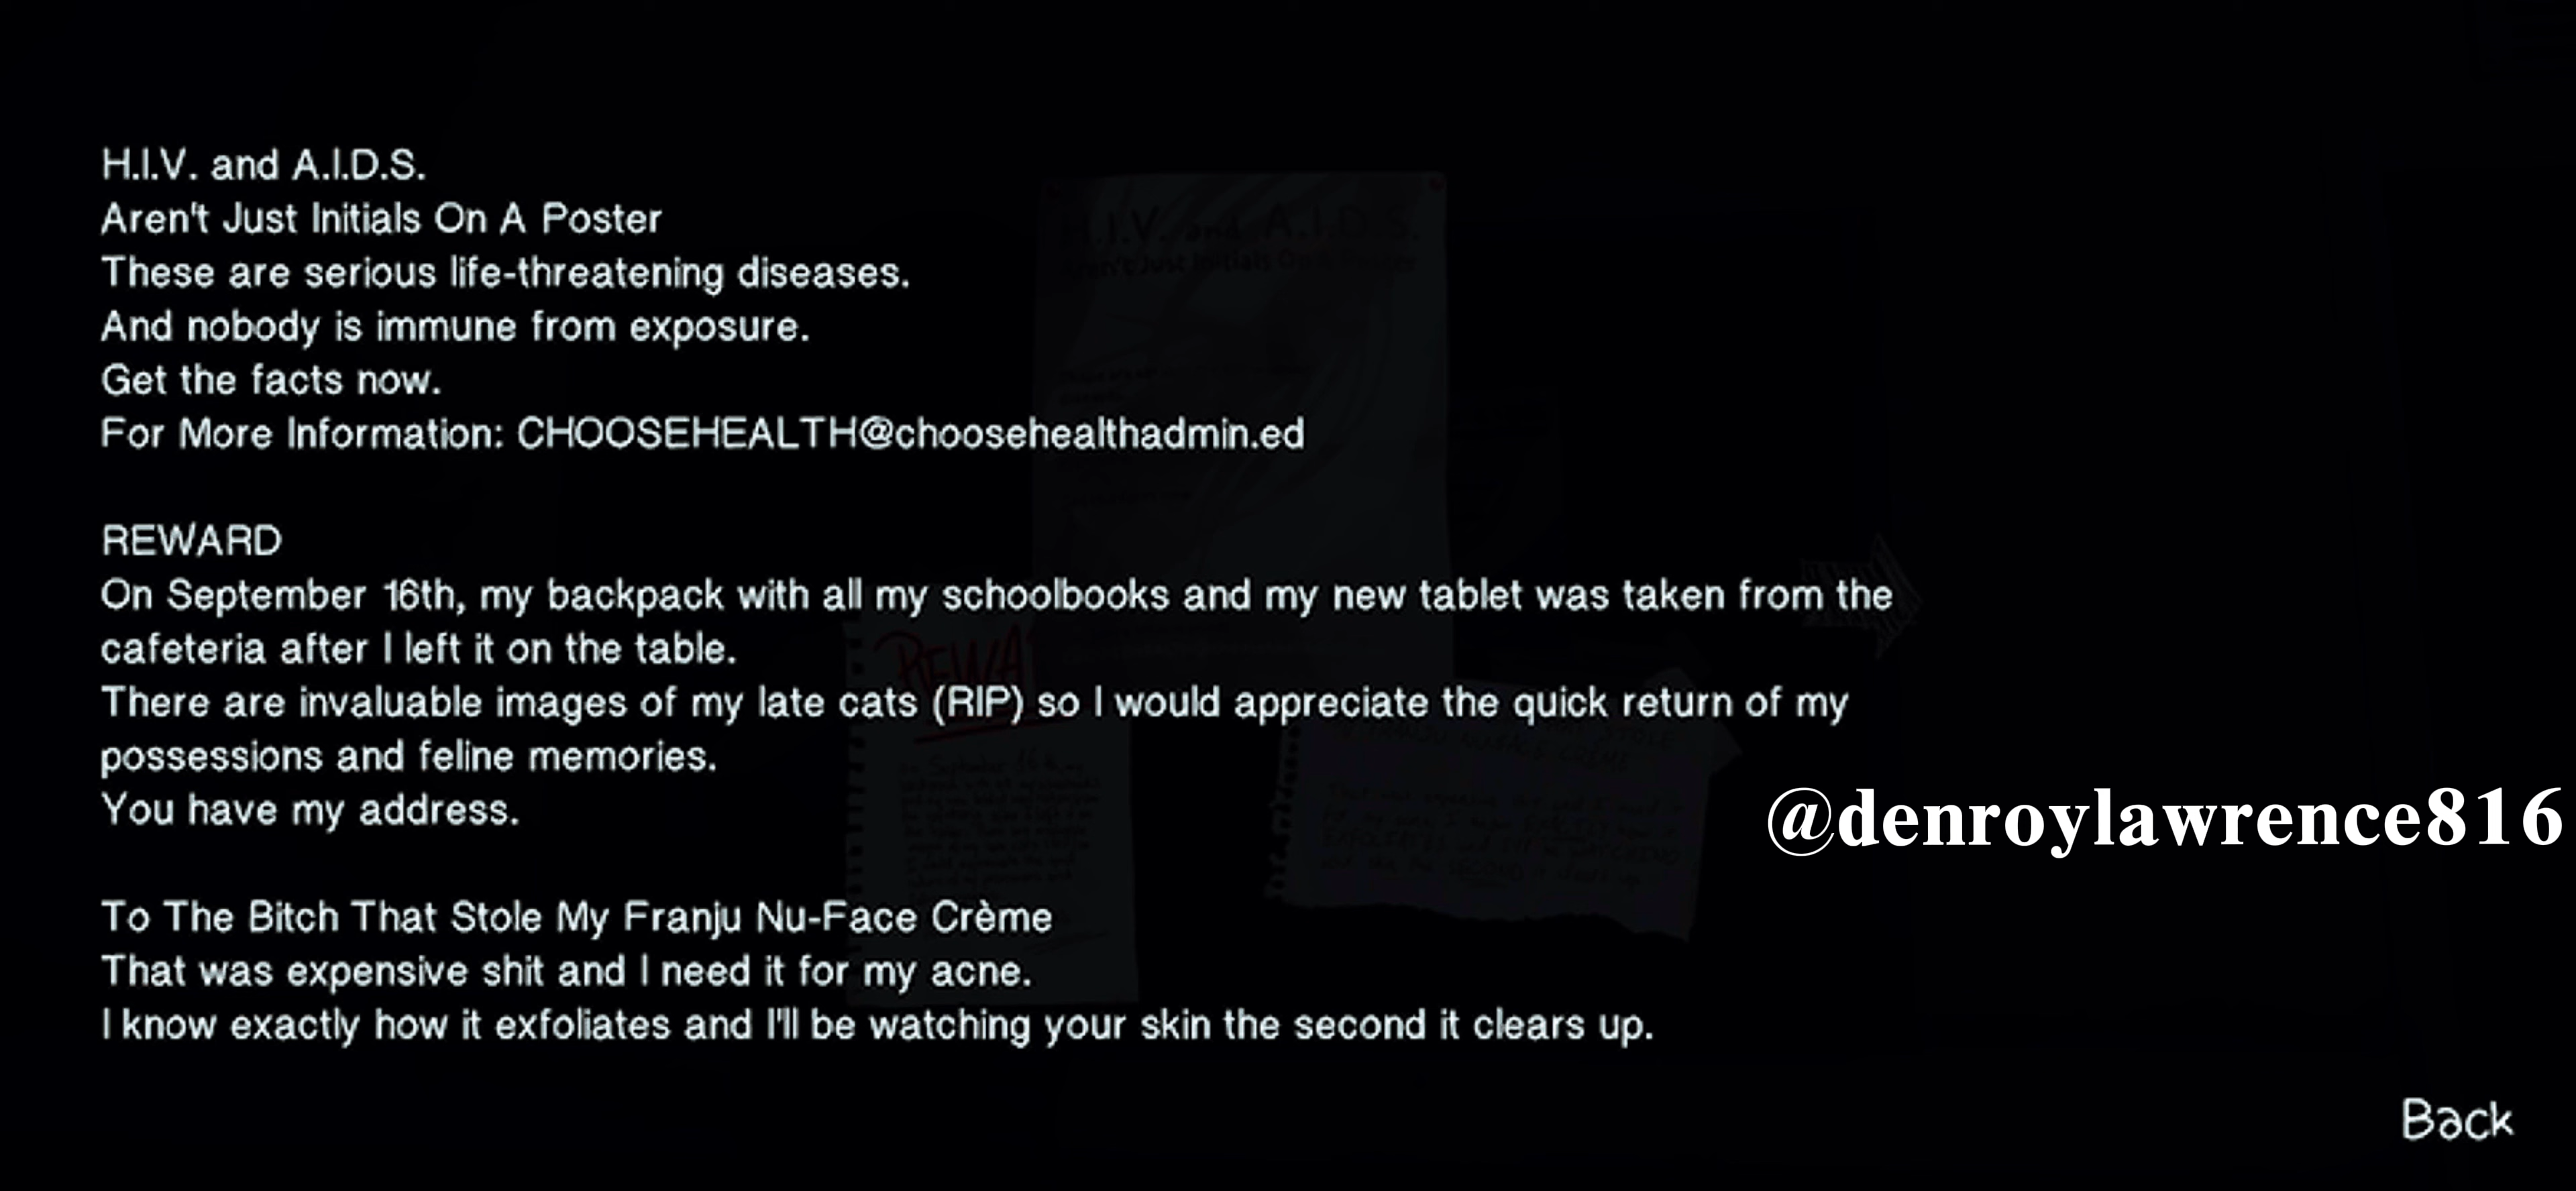 H.I.V. and A.I.D.S.
Aren't Just Initials On A Poster
These are serious life-threatening diseases.
And nobody is immune from exposure.
Get the facts now.
For More Information: CHOOSEHEALTH@choosehealthadmin.ed
REWARD
On September 16th, my backpack with all my schoolbooks and my new tablet was taken from the
cafeteria after I left it on the table.
There are invaluable images of my late cats (RIP) so I would appreciate the quick return of my
possessions and feline memories.
You have my address.
@denroylawrence816
To The Bitch That Stole My Franju Nu-Face Crème
That was expensive shit and I need it for my acne.
I know exactly how it exfoliates and I'll be watching your skin the second it clears up.
Back